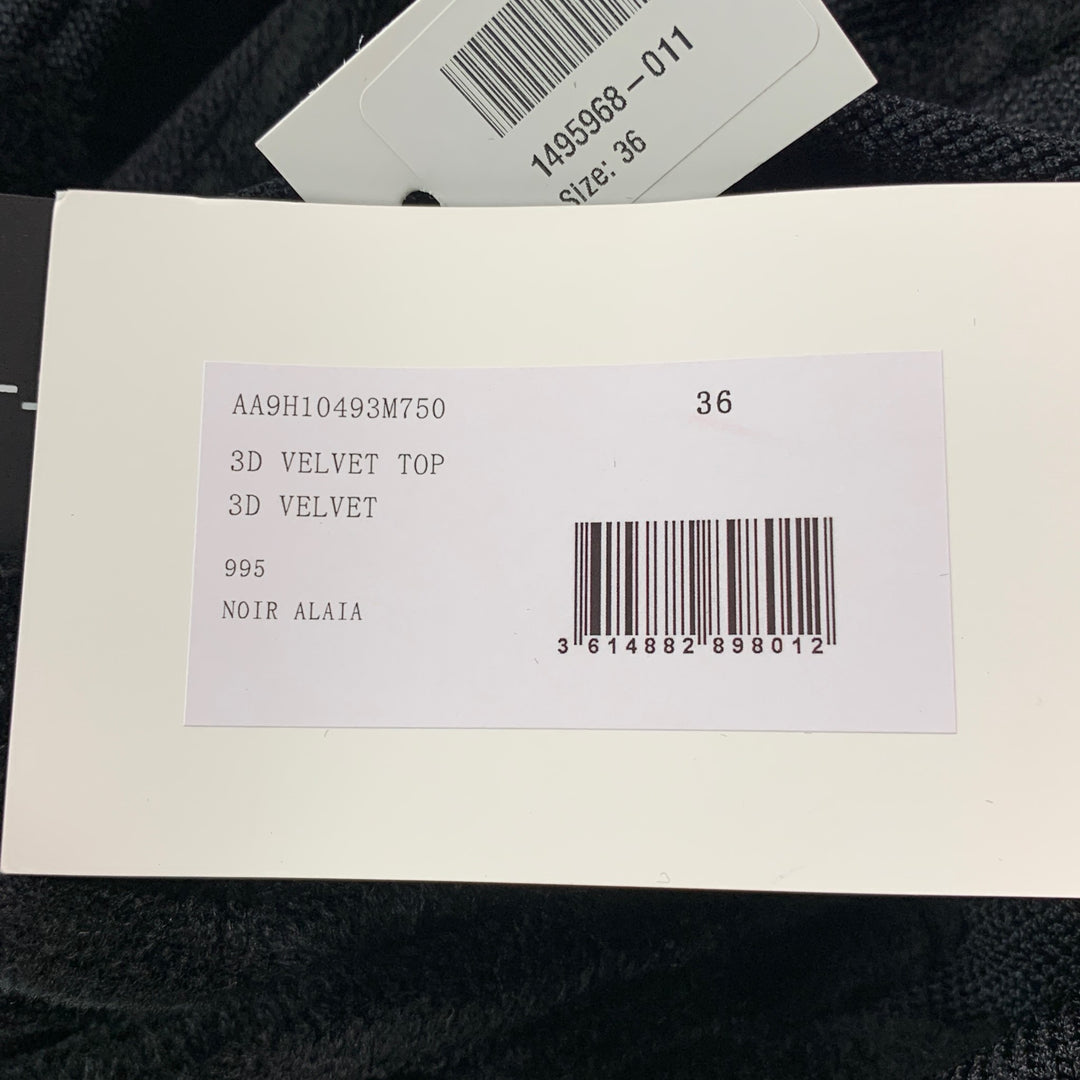 1495968-011
Size: 36
AA9H10493M750 36
3D VELVET TOP
3D VELVET
995
NOIR ALAIA
3 614882 898012